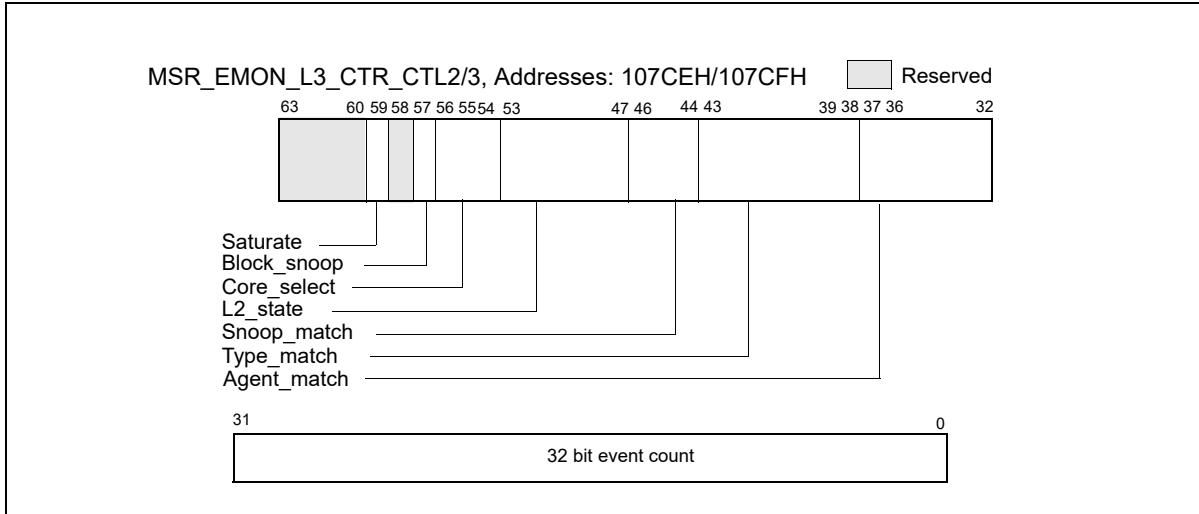 MSR_EMON_L3_CTR_CTL2/3, Addresses: 107CEH/107CFH Reserved
63 60 59 58 57 56 55 54 53 47 46 44 43 39 38 37 36 32
Saturate
Block_snoop
Core_select
L2_state
Snoop_match
Type_match
Agent_match
31 0
32 bit event count